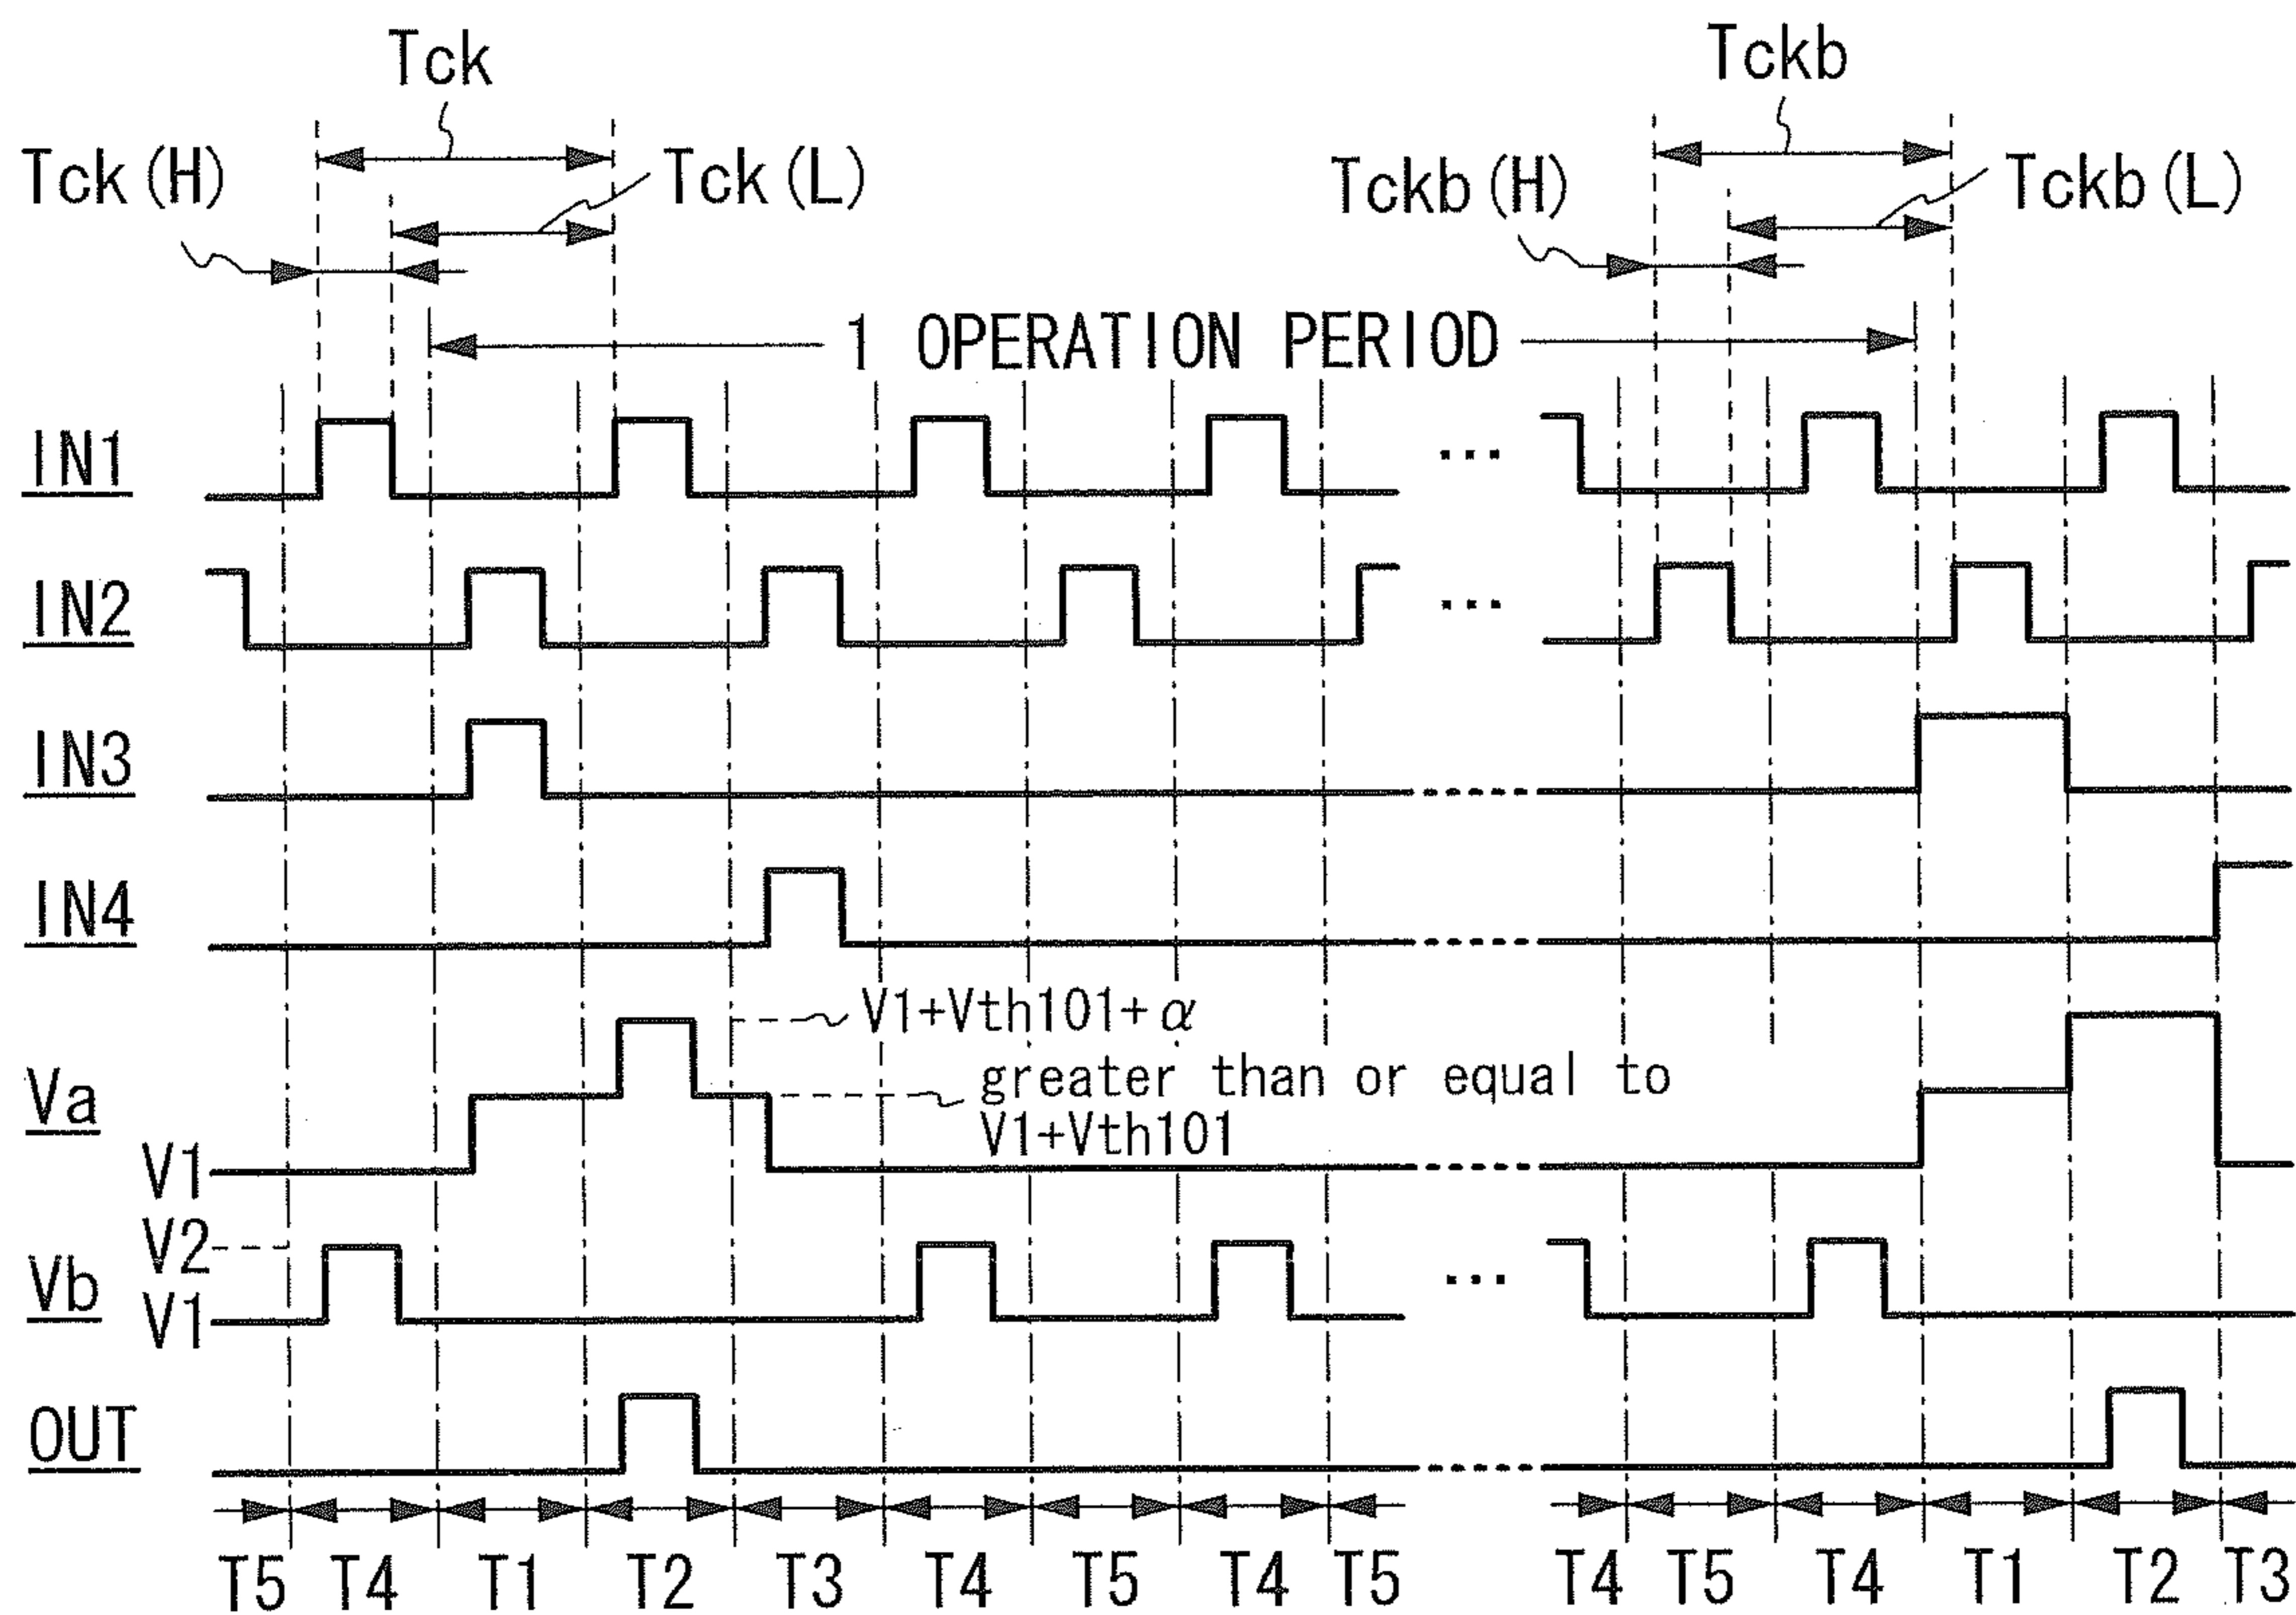 Tck
Tckb
Tck(H)
Tck(L)
Tckb(H)
Tckb(L)
1 OPERATION PERIOD
IN1
...
IN2
...
IN3
IN4
V1+Vth101+α
Va
greater than or equal to
V1+Vth101
V1
V2
Vb
V1
...
OUT
T5 T4 T1 T2 T3 T4 T5 T4 T5 T4 T5 T4 T1 T2 T3